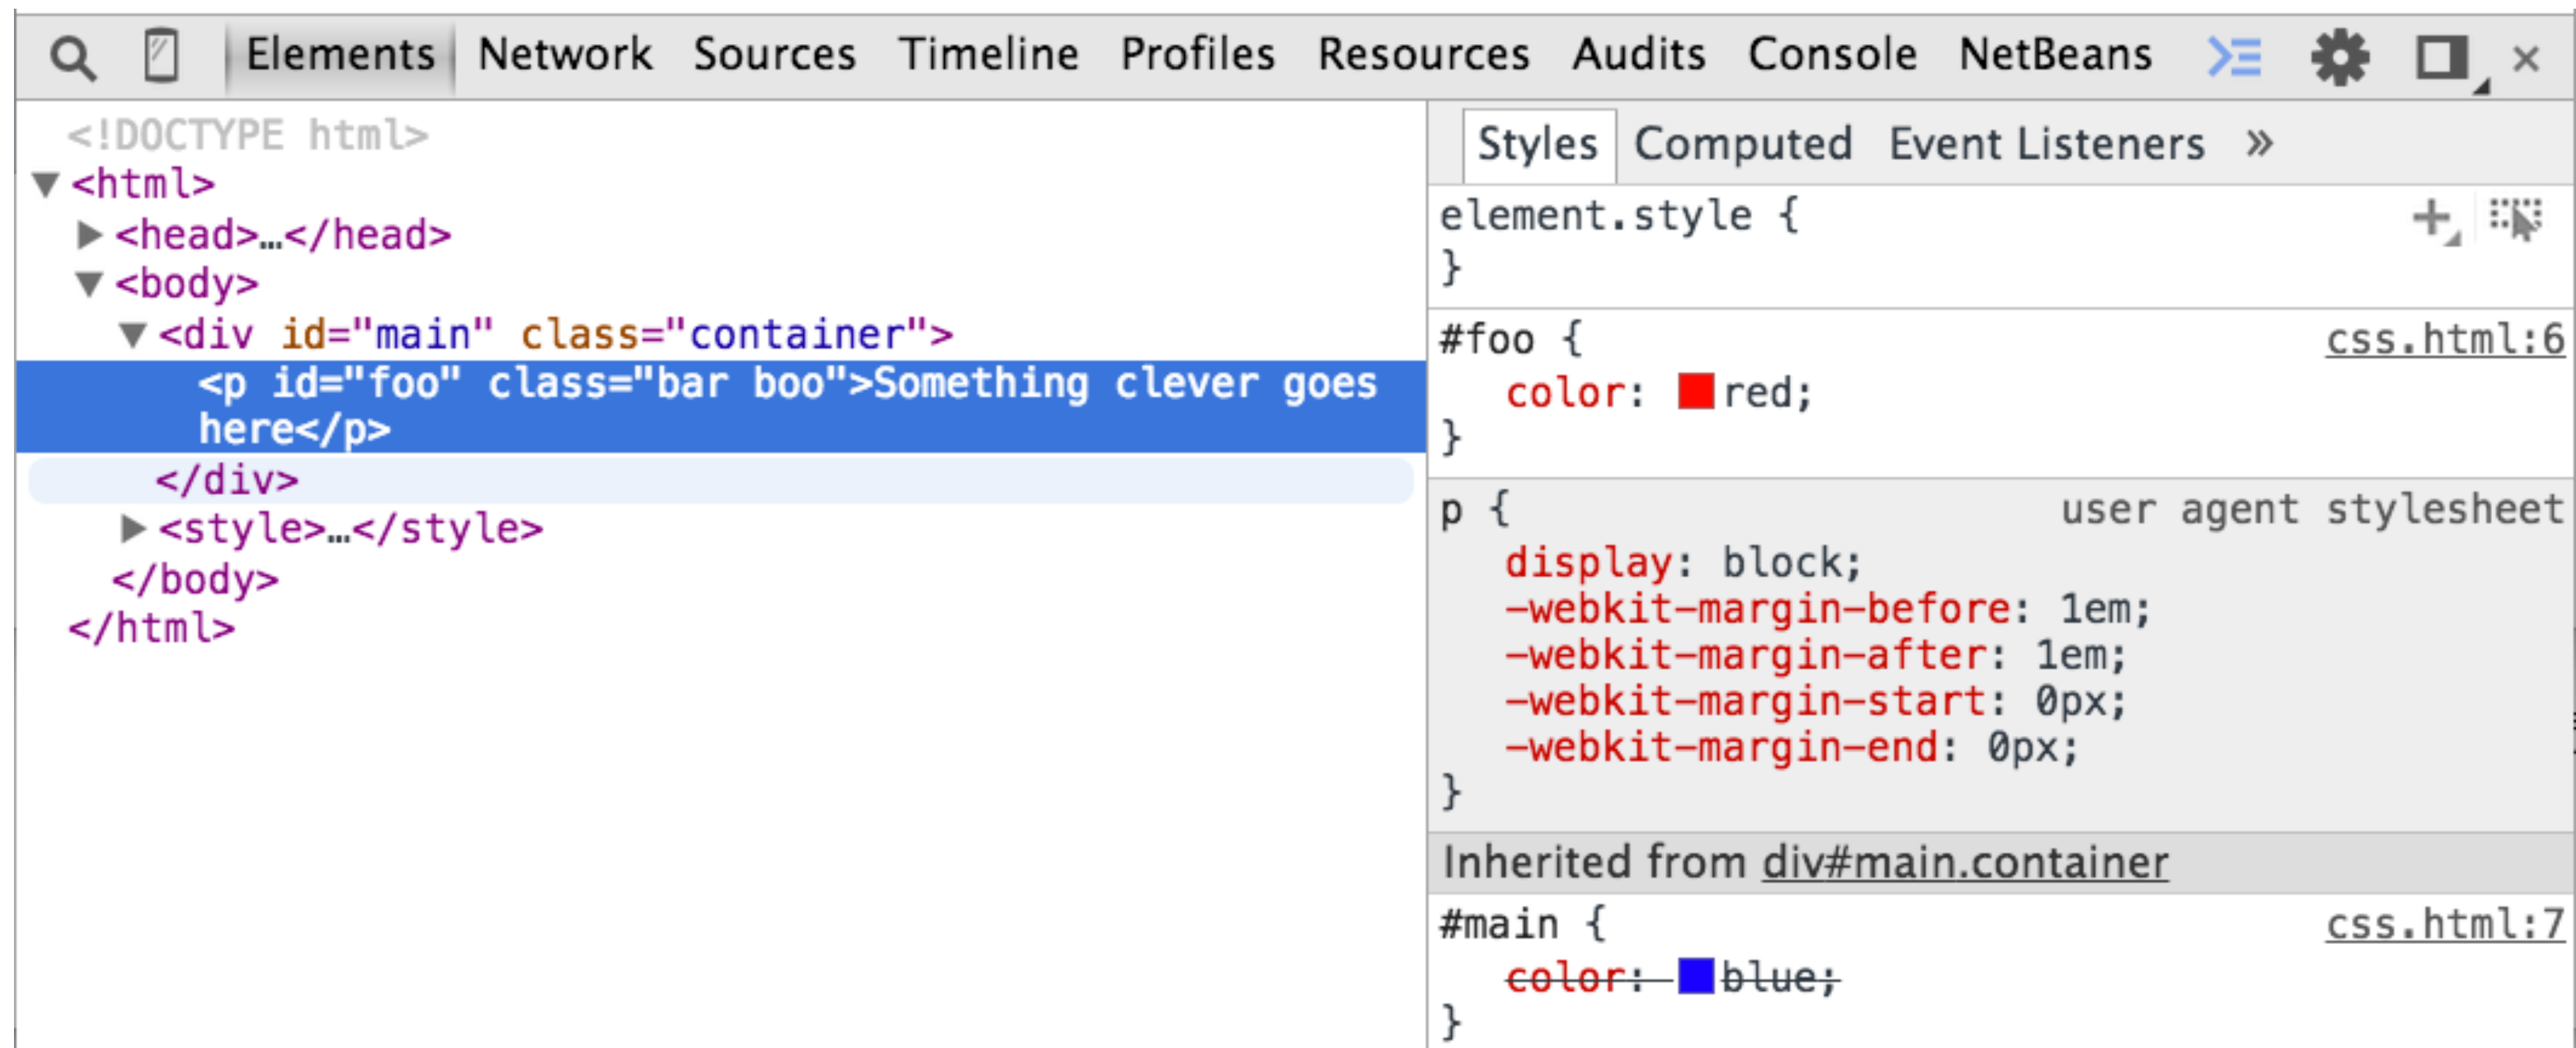 Elements Network Sources Timeline Profiles Resources Audits Console NetBeans
<!DOCTYPE html>
<html>
<head>…</head>
<body>
<div id="main" class="container">
<p id="foo" class="bar boo">Something clever goes
here</p>
</div>
<style>…</style>
</body>
</html>
Styles Computed Event Listeners »
element.style {
}
#foo { css.html:6
color: red;
}
p { user agent stylesheet
display: block;
-webkit-margin-before: 1em;
-webkit-margin-after: 1em;
-webkit-margin-start: 0px;
-webkit-margin-end: 0px;
}
Inherited from div#main.container
#main { css.html:7
color: blue;
}